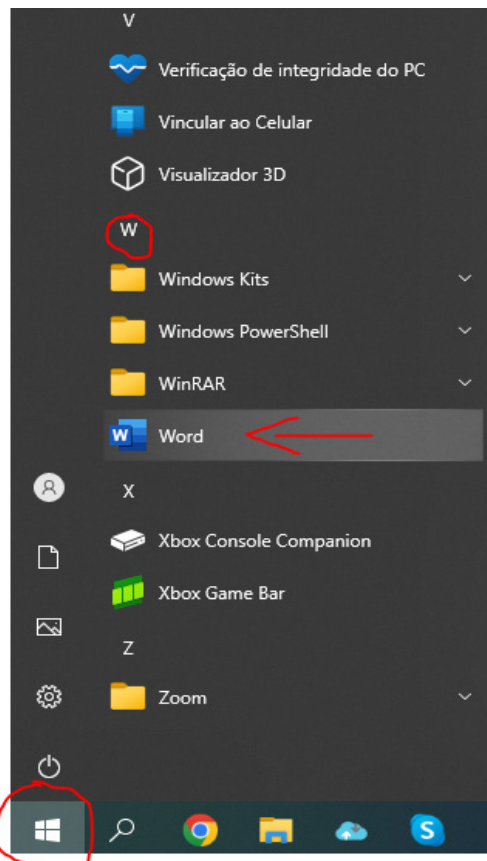 V
Verificação de integridade do PC
Vincular ao Celular
Visualizador 3D
W
Windows Kits
Windows PowerShell
WinRAR
W Word
X
Xbox Console Companion
Xbox Game Bar
Z
Zoom
S